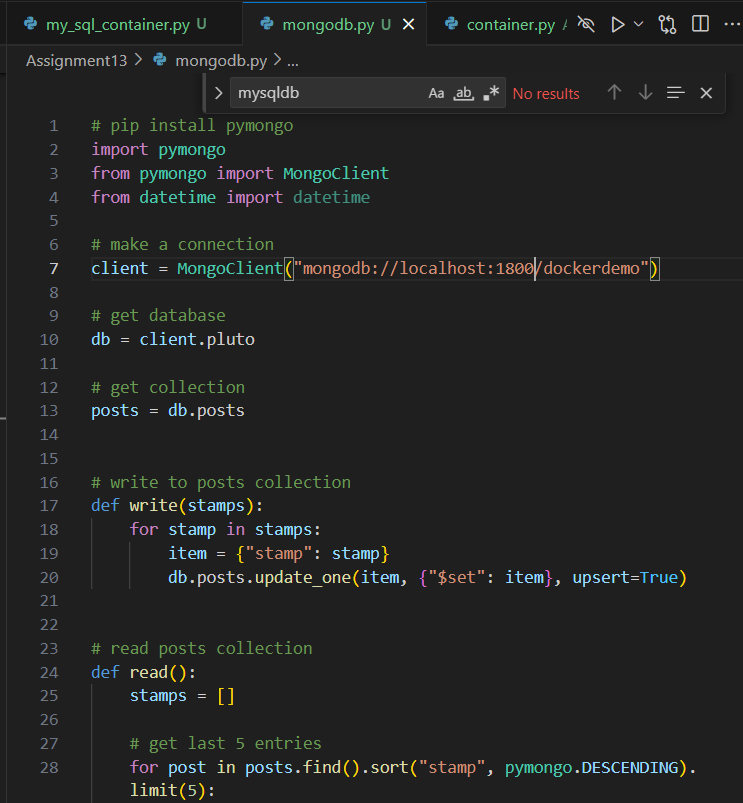 my_sql_container.py U mongodb.py U container.py
Assignment13 > mongodb.py > ...
mysqldb Aa ab .* No results
1 # pip install pymongo
2 import pymongo
3 from pymongo import MongoClient
4 from datetime import datetime
5
6 # make a connection
7 client = MongoClient("mongodb://localhost:1800/dockerdemo")
8
9 # get database
10 db = client.pluto
11
12 # get collection
13 posts = db.posts
14
15
16 # write to posts collection
17 def write(stamps):
18 for stamp in stamps:
19 item = {"stamp": stamp}
20 db.posts.update_one(item, {"$set": item}, upsert=True)
21
22
23 # read posts collection
24 def read():
25 stamps = []
26
27 # get last 5 entries
28 for post in posts.find().sort("stamp", pymongo.DESCENDING).
limit(5):